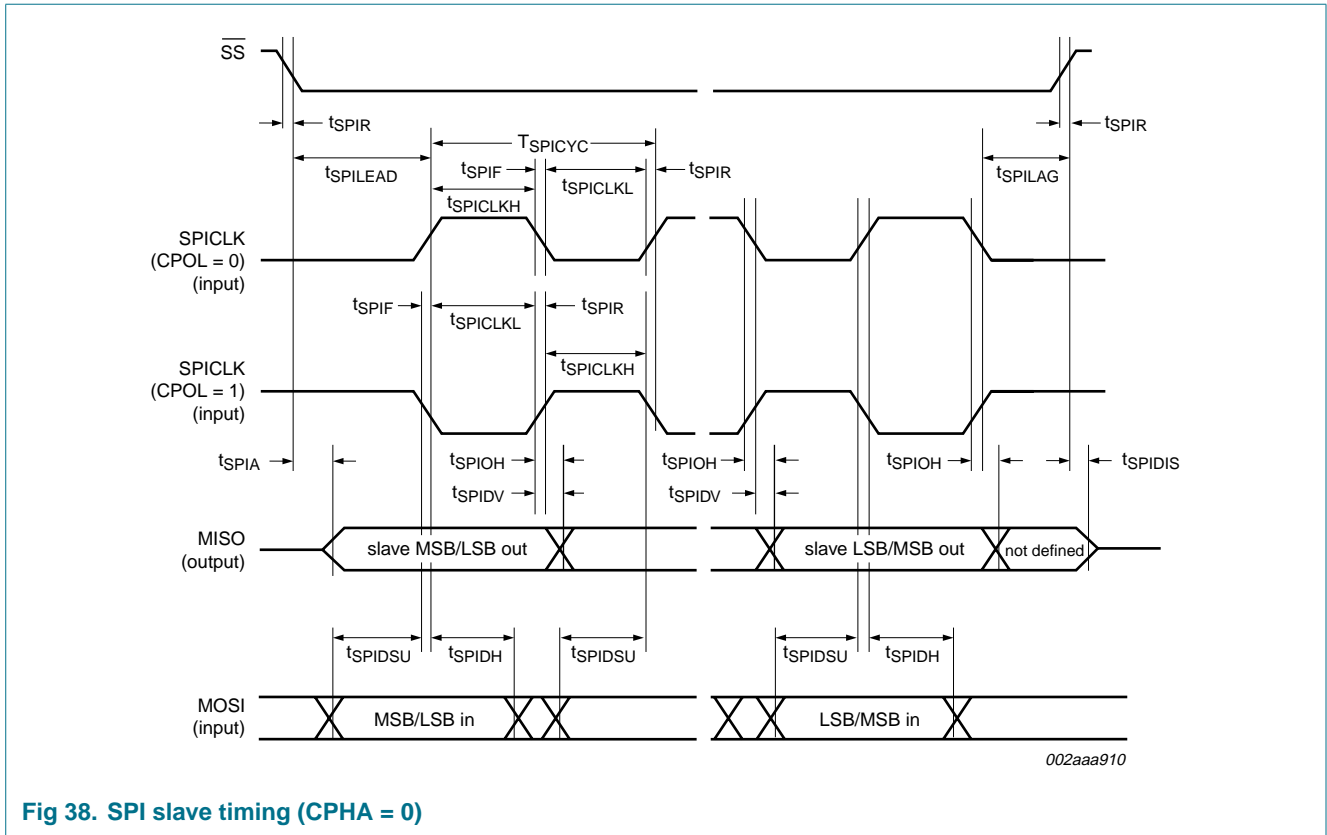 SS
tSPIR
tSPIR
TSPICYC
tSPILEAD
tSPIF
tSPICLKL
tSPIR
tSPILAG
tSPICLKH
SPICLK
(CPOL = 0)
(input)
tSPIF
tSPICLKL
tSPIR
tSPICLKH
SPICLK
(CPOL = 1)
(input)
tSPIA
tSPIOH
tSPIOH
tSPIOH
tSPIDIS
tSPIDV
tSPIDV
MISO
(output)
slave MSB/LSB out
slave LSB/MSB out
not defined
tSPIDSU
tSPIDH
tSPIDSU
tSPIDSU
tSPIDH
MOSI
(input)
MSB/LSB in
LSB/MSB in
002aaa910
Fig 38. SPI slave timing (CPHA = 0)